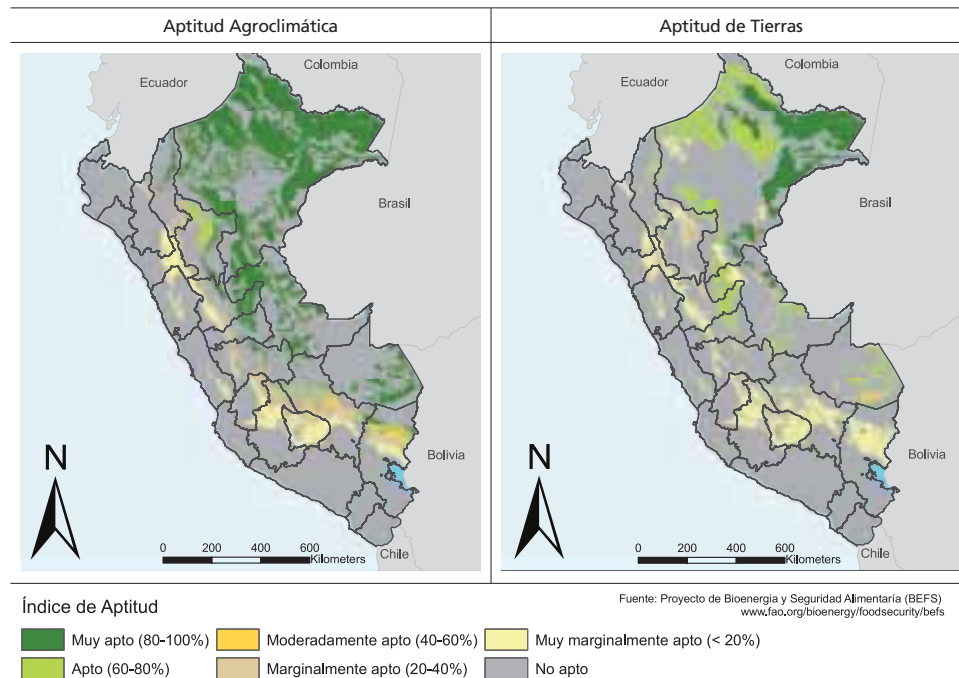 Aptitud Agroclimática
Aptitud de Tierras
Colombia
Ecuador
Brasil
Bolivia
Chile
N
0 200 400 600
Kilometers
Colombia
Ecuador
Brasil
Bolivia
Chile
N
0 200 400 600
Kilometers
Índice de Aptitud
Fuente: Proyecto de Bioenergia y Seguridad Alimentaría (BEFS)
www.fao.org/bioenergy/foodsecurity/befs
Muy apto (80-100%)
Moderadamente apto (40-60%)
Muy marginalmente apto (< 20%)
Apto (60-80%)
Marginalmente apto (20-40%)
No apto